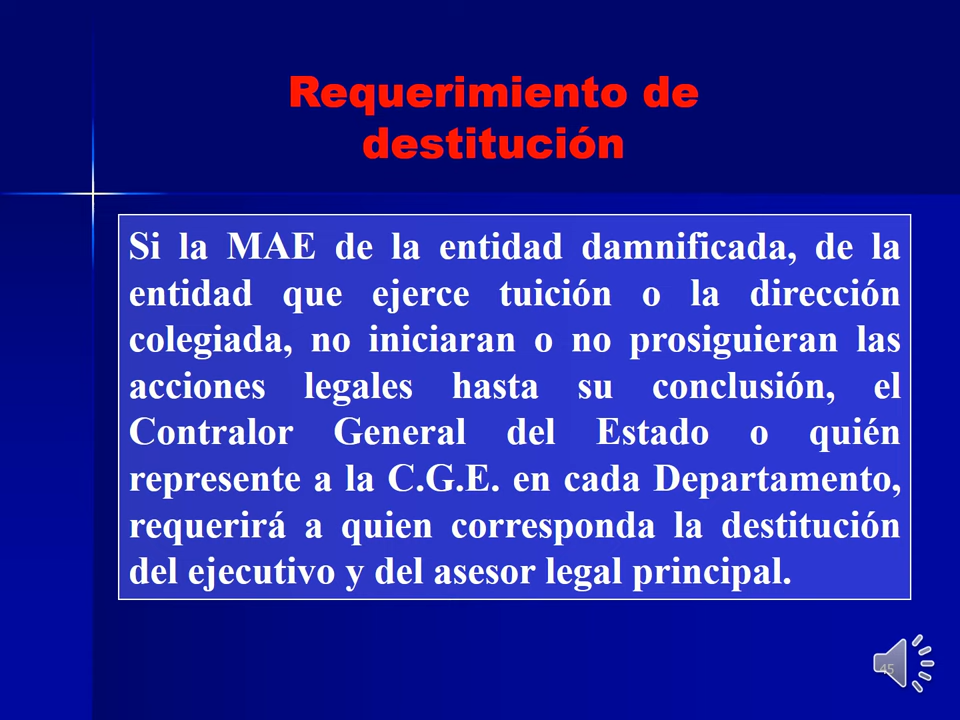 Requerimiento de
destitución
Si la MAE de la entidad damnificada, de la
entidad que ejerce tuición o la dirección
colegiada, no iniciaran o no prosiguieran las
acciones legales hasta su conclusión, el
Contralor General del Estado o quién
represente a la C.G.E. en cada Departamento,
requerirá a quien corresponda la destitución
del ejecutivo y del asesor legal principal.
45